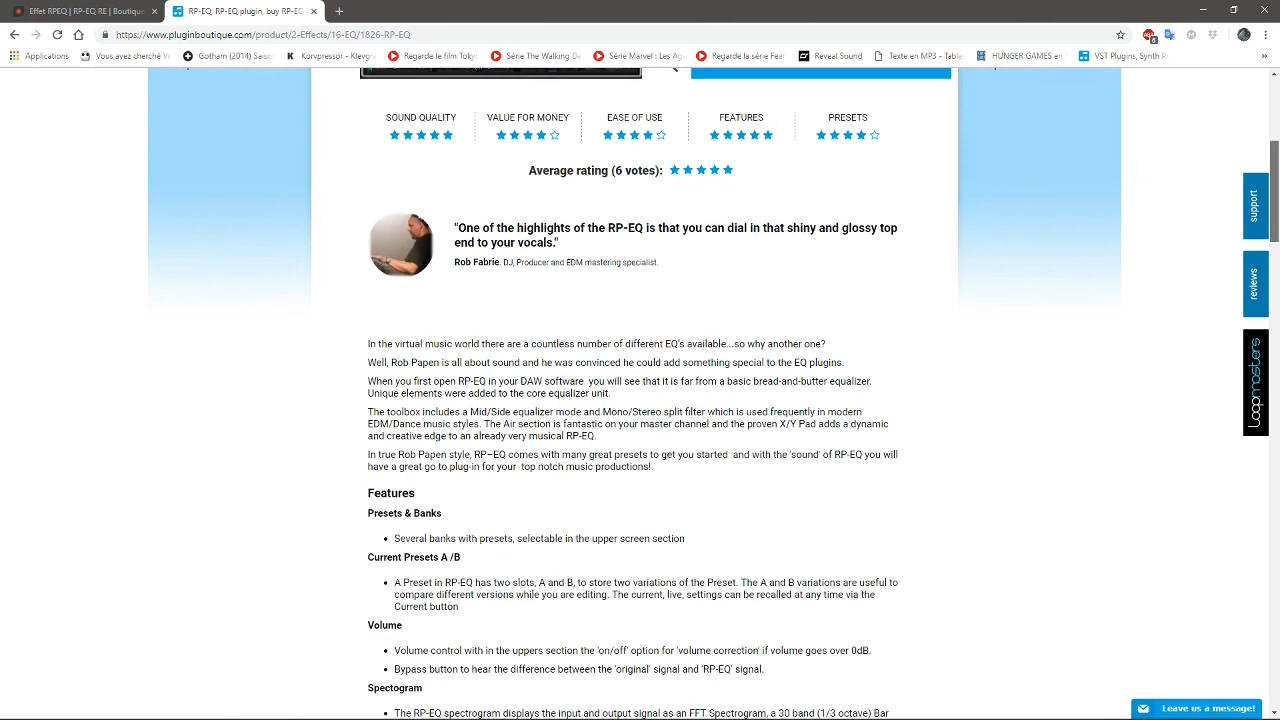 Effet RPEQ | RP-EQ RE | Boutique
RP-EQ, RP-EQ plugin, buy RP-EQ
https://www.pluginboutique.com/product/2-Effects/16-EQ/1826-RP-EQ
Applications
Vous avez cherché V
Gotham (2014) Saison
Korvpressor - Klevgr
Regarde le film Tokyo
Série The Walking De
Série Marvel : Les Ag
Regarde la série Fear
Reveal Sound
Texte en MP3 - Table
HUNGER GAMES en
VST Plugins, Synth P
»
SOUND QUALITY
VALUE FOR MONEY
EASE OF USE
FEATURES
PRESETS
Average rating (6 votes):
"One of the highlights of the RP-EQ is that you can dial in that shiny and glossy top
end to your vocals."
Rob Fabrie. DJ, Producer and EDM mastering specialist.
support
reviews
loopmasters
In the virtual music world there are a countless number of different EQ's available...so why another one?
Well, Rob Papen is all about sound and he was convinced he could add something special to the EQ plugins.
When you first open RP-EQ in your DAW software you will see that it is far from a basic bread-and-butter equalizer.
Unique elements were added to the core equalizer unit.
The toolbox includes a Mid/Side equalizer mode and Mono/Stereo split filter which is used frequently in modern
EDM/Dance music styles. The Air section is fantastic on your master channel and the proven X/Y Pad adds a dynamic
and creative edge to an already very musical RP-EQ.
In true Rob Papen style, RP–EQ comes with many great presets to get you started and with the 'sound' of RP-EQ you will
have a great go to plug-in for your top notch music productions!
Features
Presets & Banks
• Several banks with presets, selectable in the upper screen section
Current Presets A /B
• A Preset in RP-EQ has two slots, A and B, to store two variations of the Preset. The A and B variations are useful to
compare different versions while you are editing. The current, live, settings can be recalled at any time via the
Current button
Volume
• Volume control with in the uppers section the 'on/off' option for 'volume correction' if volume goes over 0dB.
• Bypass button to hear the difference between the 'original' signal and 'RP-EQ' signal.
Spectogram
• The RP-EQ spectrogram displays the input and output signal as an FFT Spectrogram, a 30 band (1/3 octave) Bar
Leave us a message!